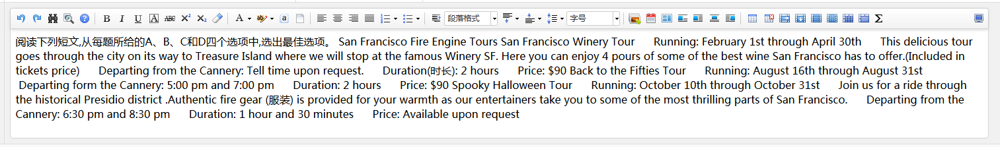 B I U A ABC X² X₂ A ab a 段落格式 字号 Σ
阅读下列短文,从每题所给的A、B、C和D四个选项中,选出最佳选项。 San Francisco Fire Engine Tours San Francisco Winery Tour Running: February 1st through April 30th This delicious tour
goes through the city on its way to Treasure Island where we will stop at the famous Winery SF. Here you can enjoy 4 pours of some of the best wine San Francisco has to offer.(Included in
tickets price) Departing from the Cannery: Tell time upon request. Duration(时长): 2 hours Price: $90 Back to the Fifties Tour Running: August 16th through August 31st
Departing form the Cannery: 5:00 pm and 7:00 pm Duration: 2 hours Price: $90 Spooky Halloween Tour Running: October 10th through October 31st Join us for a ride through
the historical Presidio district .Authentic fire gear (服装) is provided for your warmth as our entertainers take you to some of the most thrilling parts of San Francisco. Departing from the
Cannery: 6:30 pm and 8:30 pm Duration: 1 hour and 30 minutes Price: Available upon request